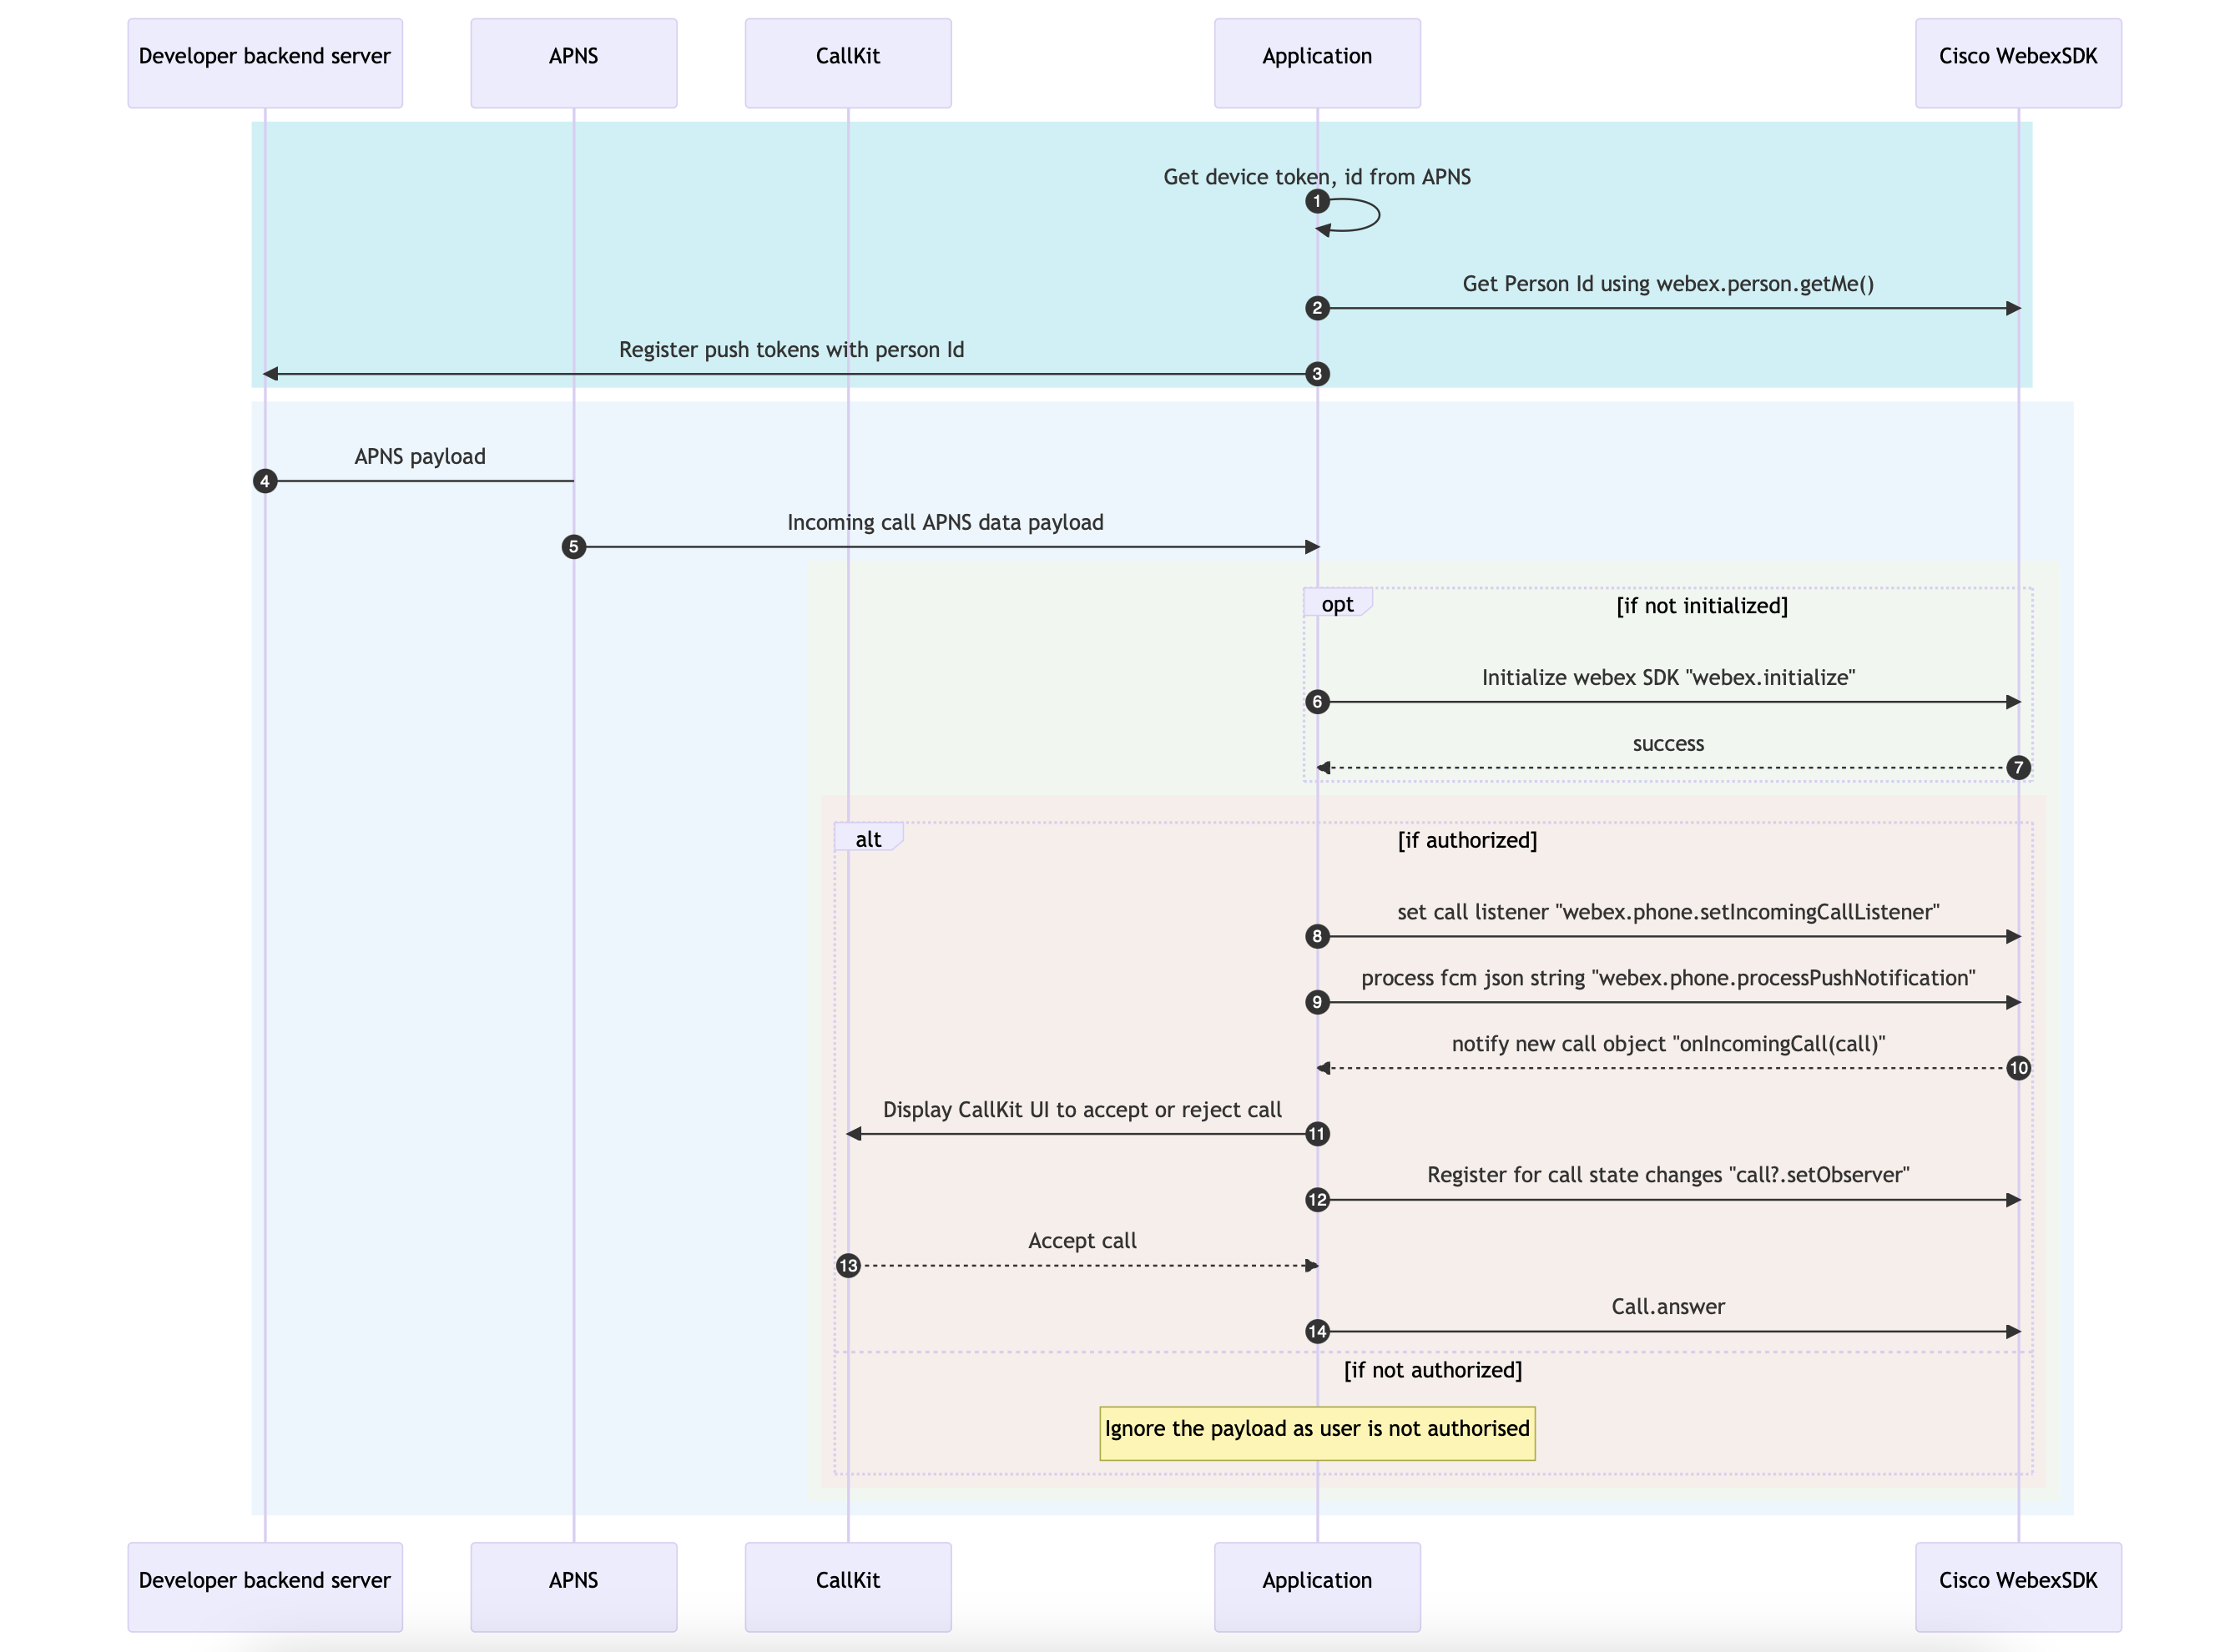 Developer backend server
APNS
CallKit
Application
Cisco WebexSDK
Get device token, id from APNS
1
Get Person Id using webex.person.getMe()
2
Register push tokens with person Id
3
APNS payload
4
Incoming call APNS data payload
5
opt
[if not initialized]
Initialize webex SDK "webex.initialize"
6
success
7
alt
[if authorized]
set call listener "webex.phone.setIncomingCallListener"
8
process fcm json string "webex.phone.processPushNotification"
9
notify new call object "onIncomingCall(call)"
10
Display CallKit UI to accept or reject call
11
Register for call state changes "call?.setObserver"
12
Accept call
13
Call.answer
14
[if not authorized]
Ignore the payload as user is not authorised
Developer backend server
APNS
CallKit
Application
Cisco WebexSDK